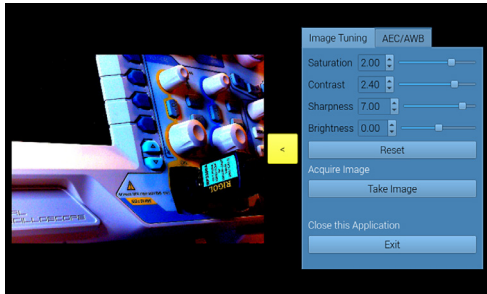 Image Tuning AEC/AWB
Saturation 2.00
Contrast 2.40
Sharpness 7.00
Brightness 0.00
<
Reset
Acquire Image
Take Image
Close this Application
Exit
RIGOL